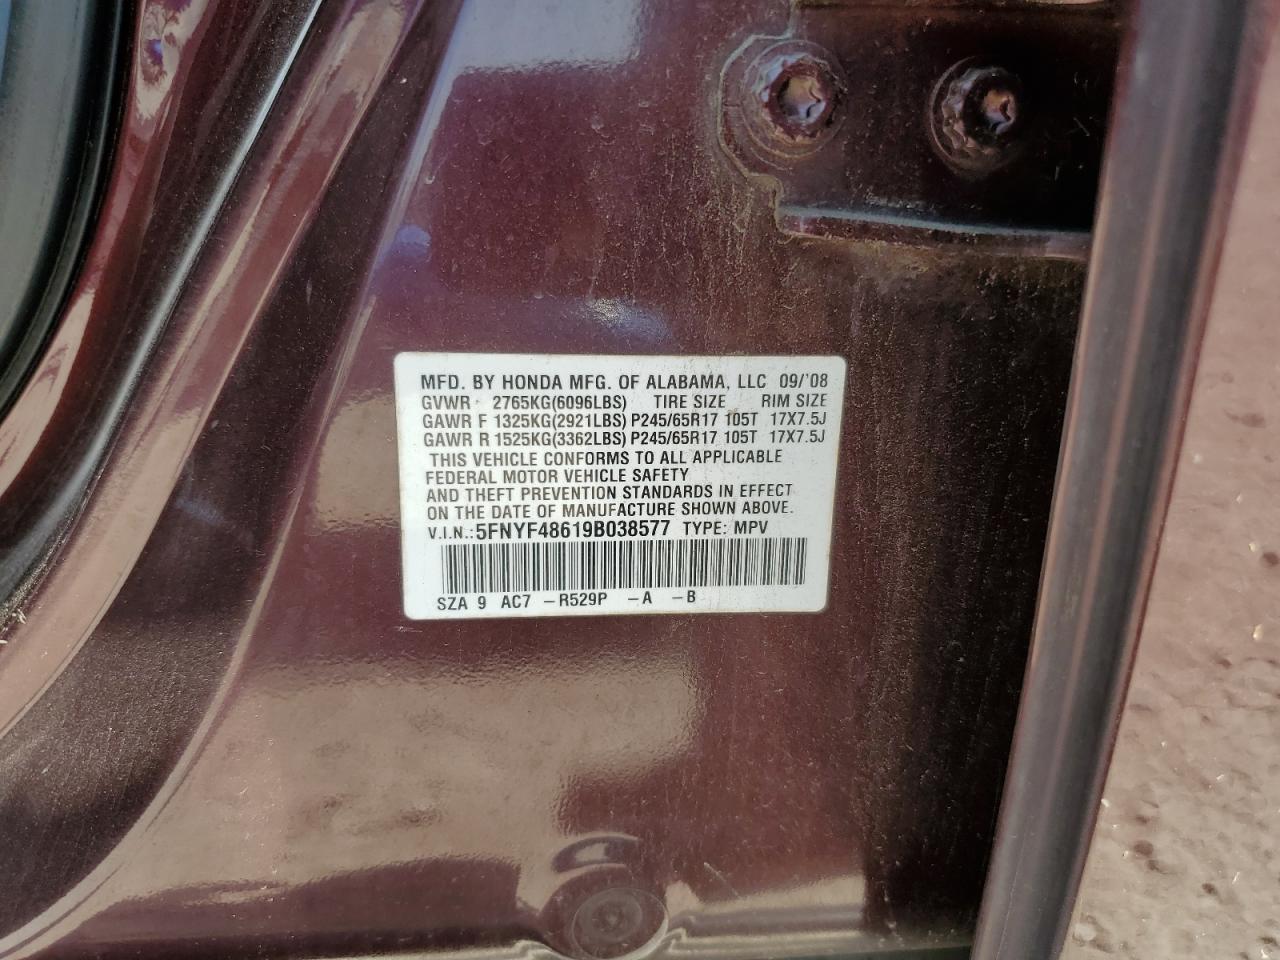 MFD. BY HONDA MFG. OF ALABAMA, LLC 09/'08
GVWR 2765KG(6096LBS) TIRE SIZE RIM SIZE
GAWR F 1325KG(2921LBS) P245/65R17 105T 17X7.5J
GAWR R 1525KG(3362LBS) P245/65R17 105T 17X7.5J
THIS VEHICLE CONFORMS TO ALL APPLICABLE
FEDERAL MOTOR VEHICLE SAFETY
AND THEFT PREVENTION STANDARDS IN EFFECT
ON THE DATE OF MANUFACTURE SHOWN ABOVE.
V.I.N.:5FNYF48619B038577 TYPE: MPV
SZA 9 AC7 -R529P -A -B